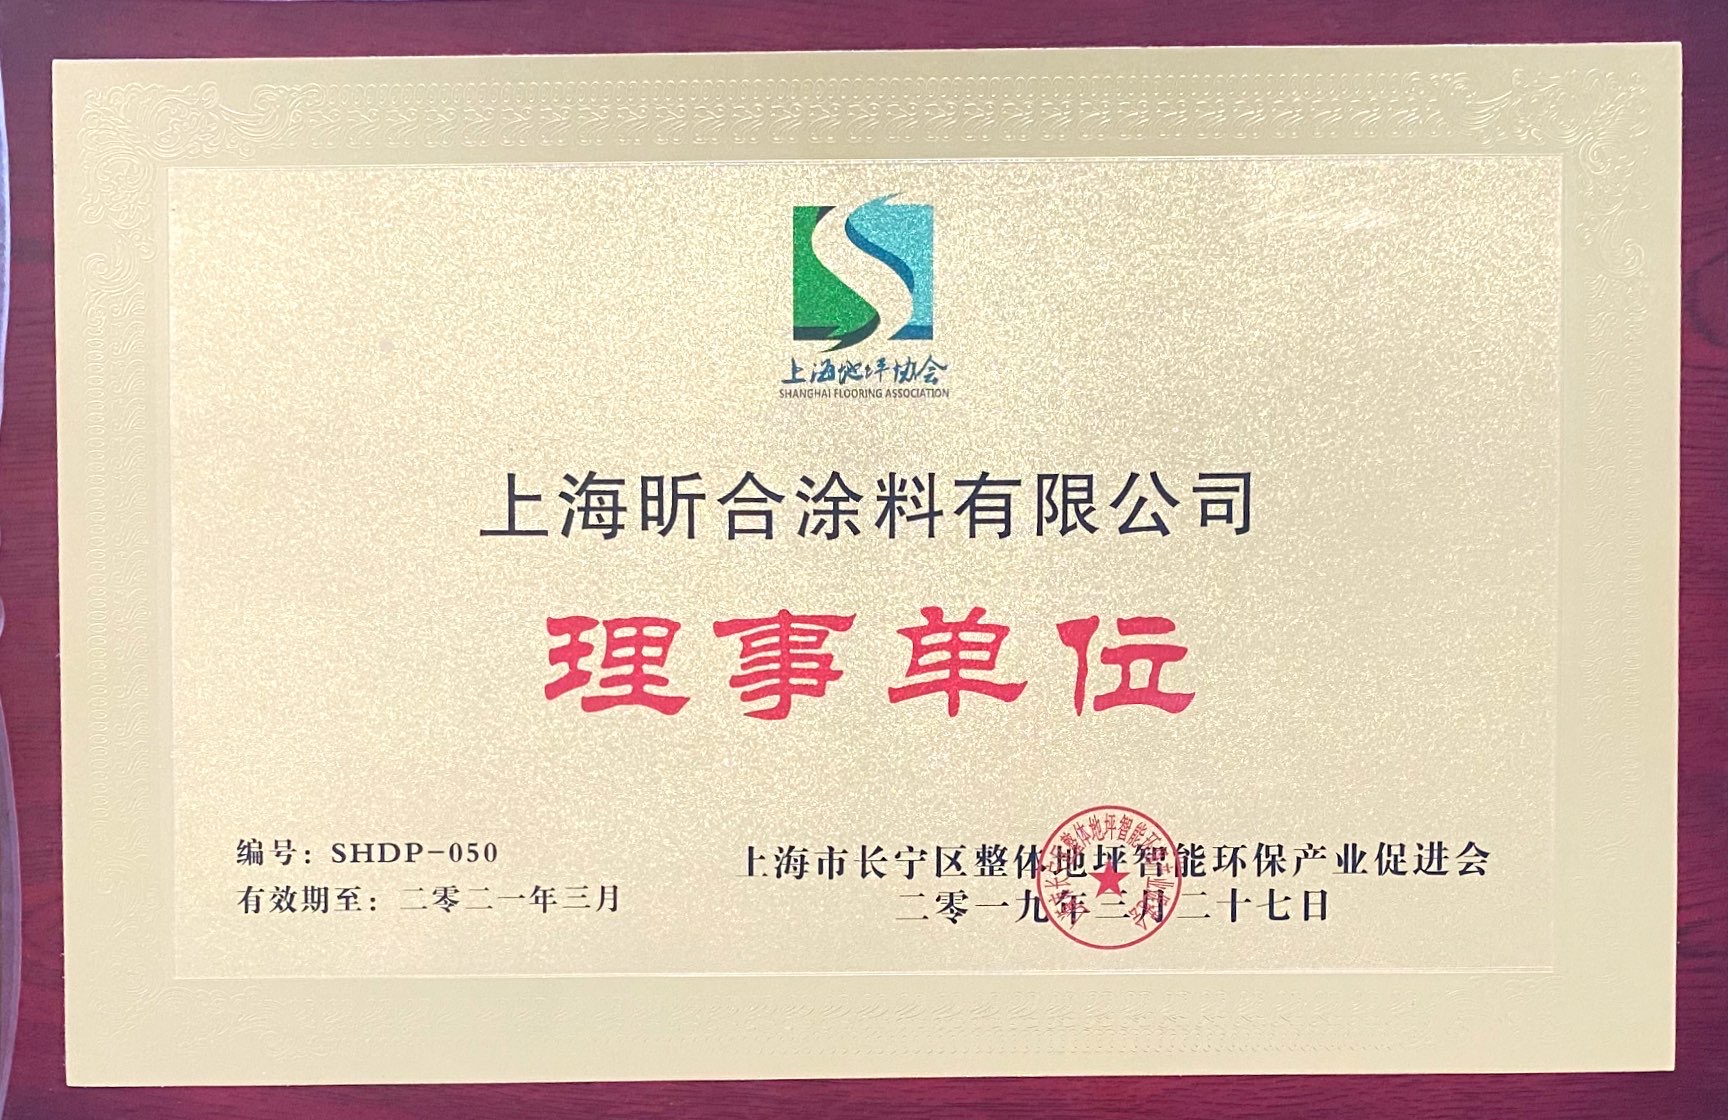 上海地坪协会
SHANGHAI FLOORING ASSOCIATION
上海昕合涂料有限公司
理事单位
编号：SHDP-050
有效期至：二零二一年三月
上海市长宁区整体地坪智能环保产业促进会
二零一九年三月二十七日